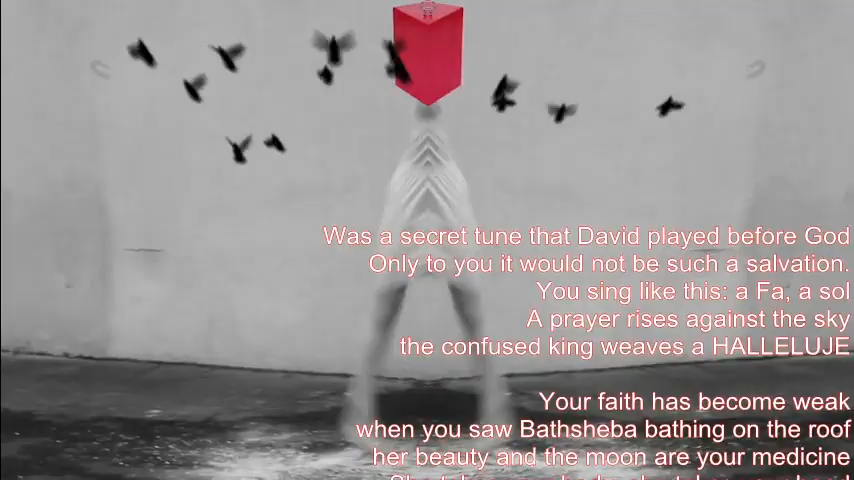 Was a secret tune that David played before God
Only to you it would not be such a salvation.
You sing like this: a Fa, a sol
A prayer rises against the sky
the confused king weaves a HALLELUJE
Your faith has become weak
when you saw Bathsheba bathing on the roof
her beauty and the moon are your medicine